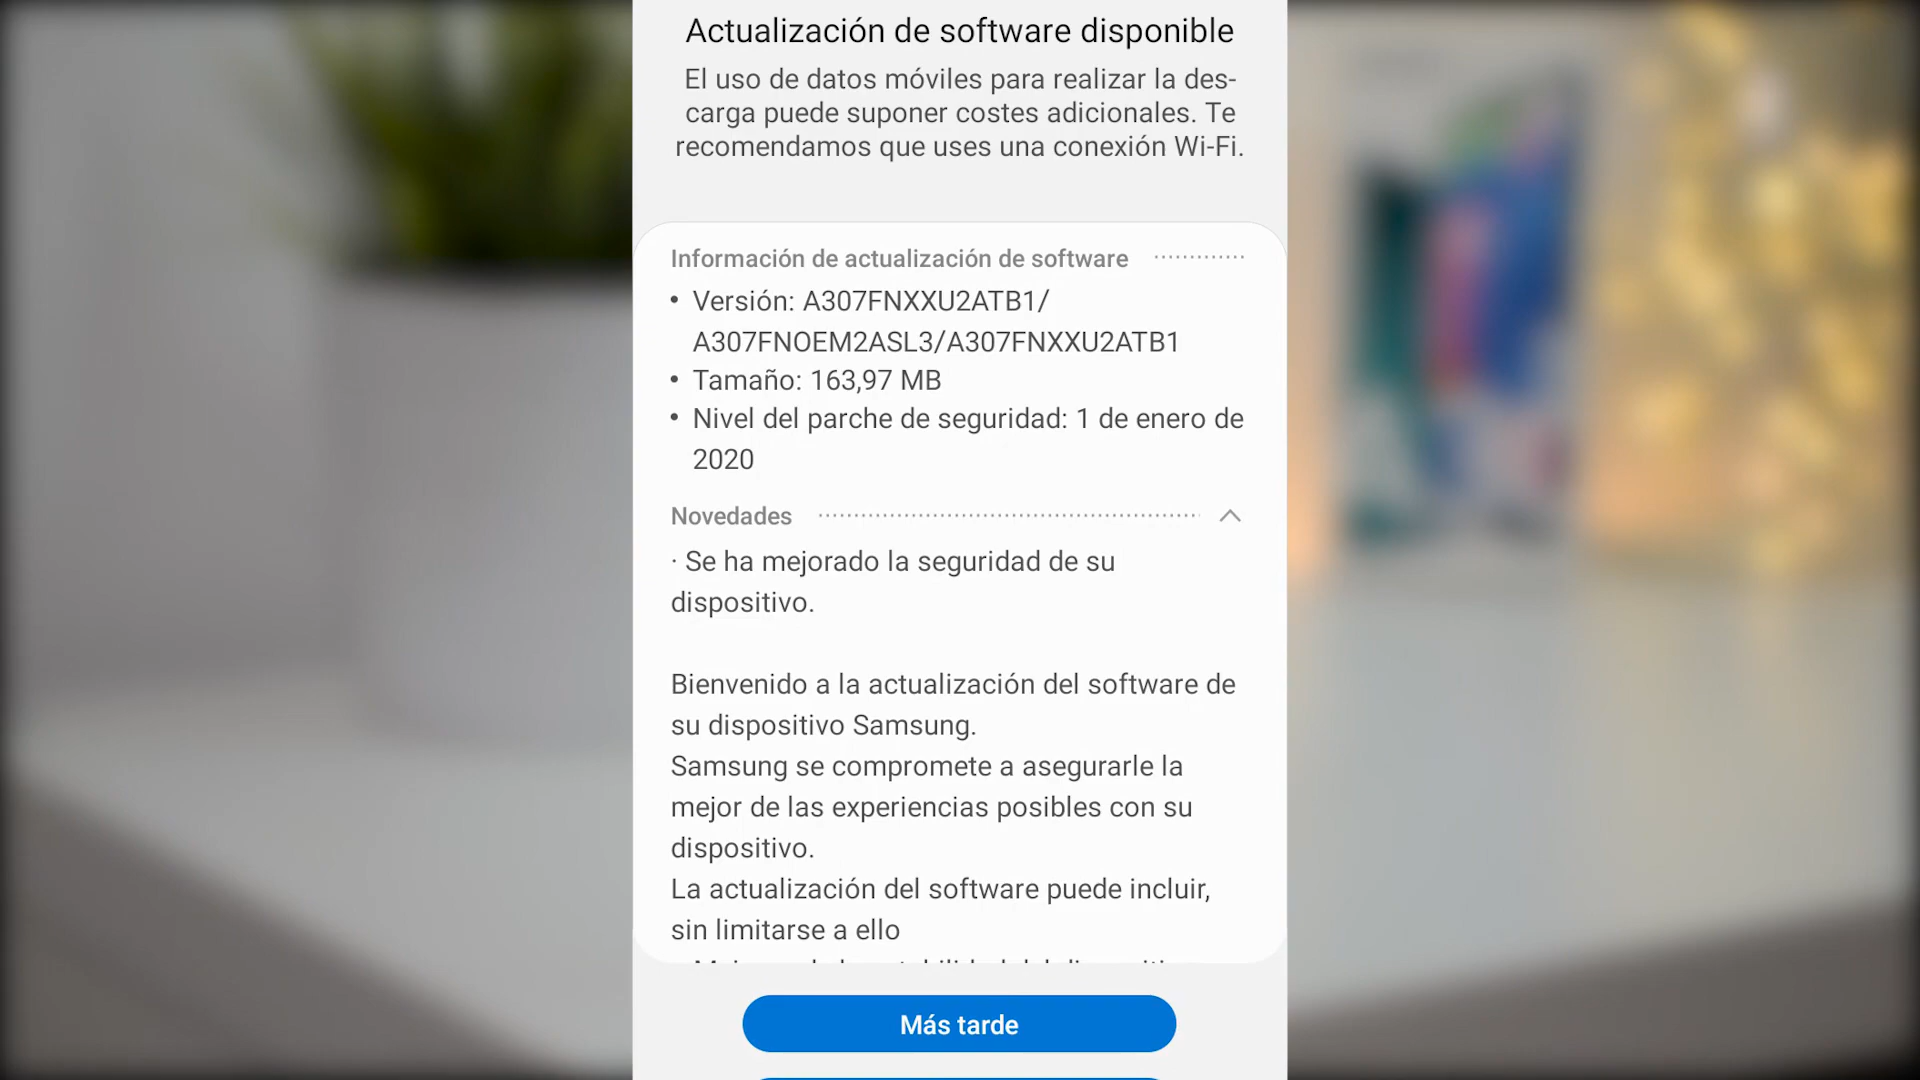 Actualización de software disponible
El uso de datos móviles para realizar la des-
carga puede suponer costes adicionales. Te
recomendamos que uses una conexión Wi-Fi.
Información de actualización de software
• Versión: A307FNXXU2ATB1/
A307FNOEM2ASL3/A307FNXXU2ATB1
• Tamaño: 163,97 MB
• Nivel del parche de seguridad: 1 de enero de
2020
Novedades
· Se ha mejorado la seguridad de su
dispositivo.
Bienvenido a la actualización del software de
su dispositivo Samsung.
Samsung se compromete a asegurarle la
mejor de las experiencias posibles con su
dispositivo.
La actualización del software puede incluir,
sin limitarse a ello
Más tarde